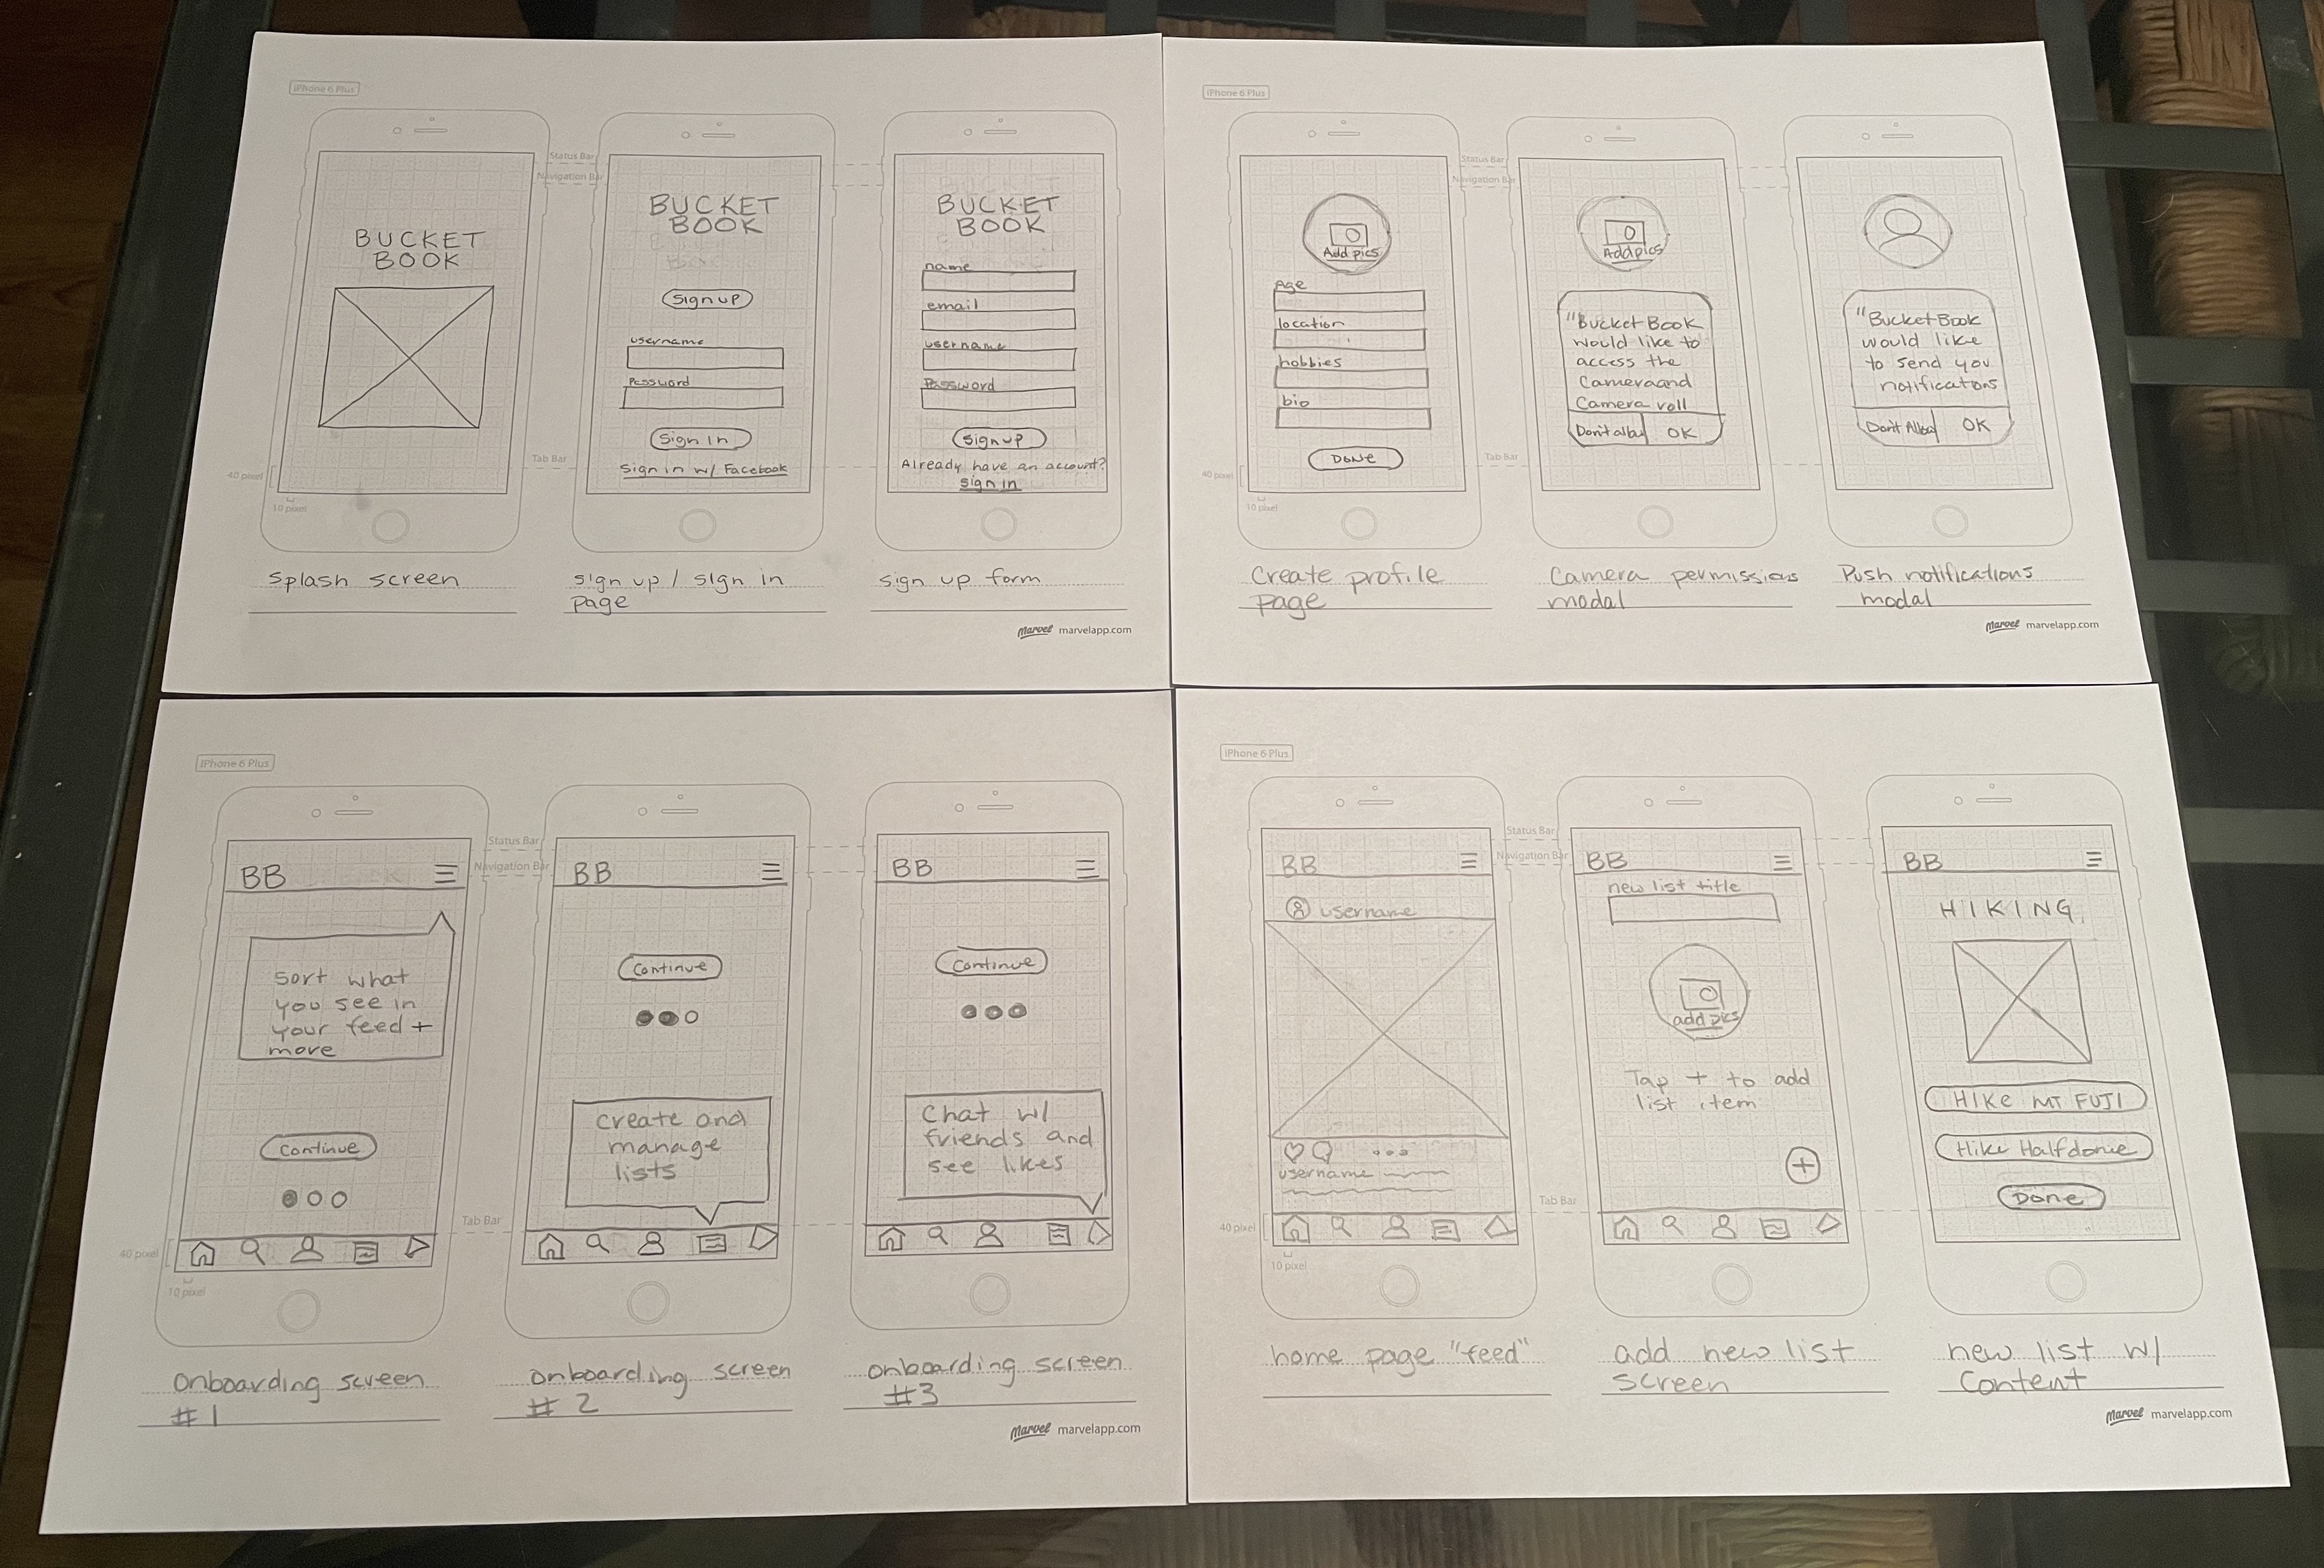 iPhone 6 Plus
Status Bar
Navigation Bar
BUCKET
BOOK
Tab Bar
40 pixel
10 pixel
splash screen
BUCKET
BOOK
Sign up
username
Password
Sign In
Sign in w/ Facebook
sign up / sign in
page
BUCKET
BOOK
name
email
username
Password
Sign up
Already have an account?
sign in
sign up form
Marvel marvelapp.com
iPhone 6 Plus
Status Bar
Navigation Bar
Add pics
Age
location
hobbies
bio
DONE
Tab Bar
40 pixel
10 pixel
Create profile
page
Add pics
"Bucket Book
would like to
access the
Camera and
Camera roll
Don't allow OK
Camera permissions
modal
"Bucket Book
would like
to send you
notifications
Don't Allow OK
Push notifications
modal
Marvel marvelapp.com
iPhone 6 Plus
Status Bar
Navigation Bar
BB
Sort what
you see in
your feed +
more
Continue
Tab Bar
40 pixel
10 pixel
Onboarding screen
#1
BB
Continue
Create and
manage
lists
Onboarding screen
#2
BB
Continue
Chat w/
friends and
see likes
Onboarding screen
#3
Marvel marvelapp.com
iPhone 6 Plus
Status Bar
Navigation Bar
BB
username
username
Tab Bar
40 pixel
10 pixel
home page "feed"
BB
new list title
add pics
Tap + to add
list item
+
add new list
screen
BB
HIKING
HIKE MT FUJI
Hike Halfdome
Done
new list w/
Content
Marvel marvelapp.com